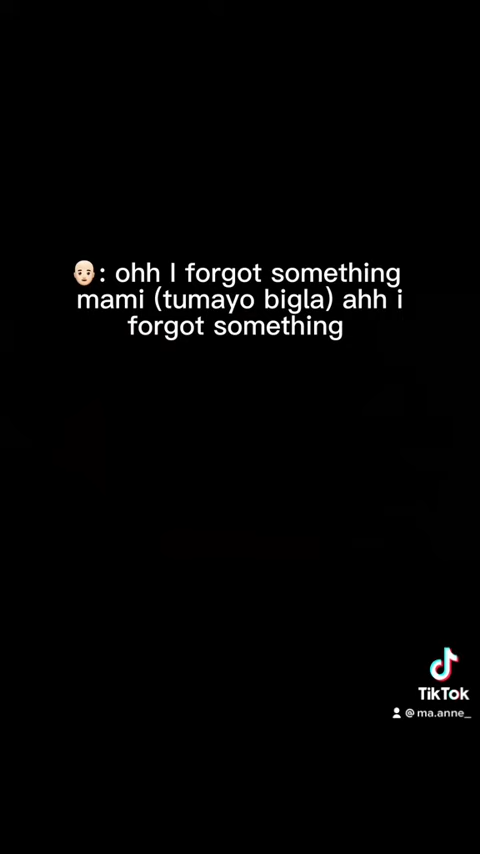 👨🏻‍🦲: ohh I forgot something
mami (tumayo bigla) ahh i
forgot something
TikTok
@ma.anne_